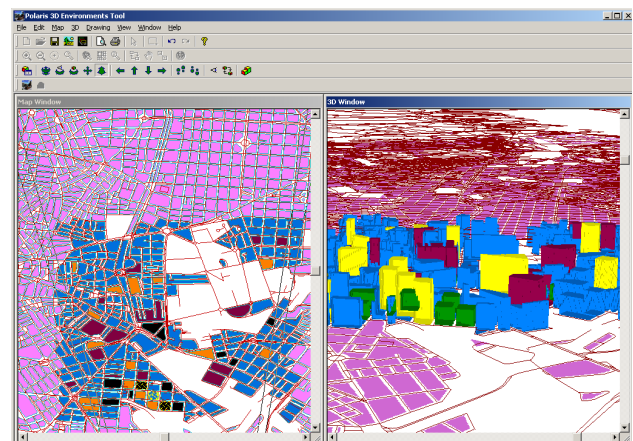 Polaris 3D Environments Tool
File Edit Map 3D Drawing View Window Help
Map Window
3D Window